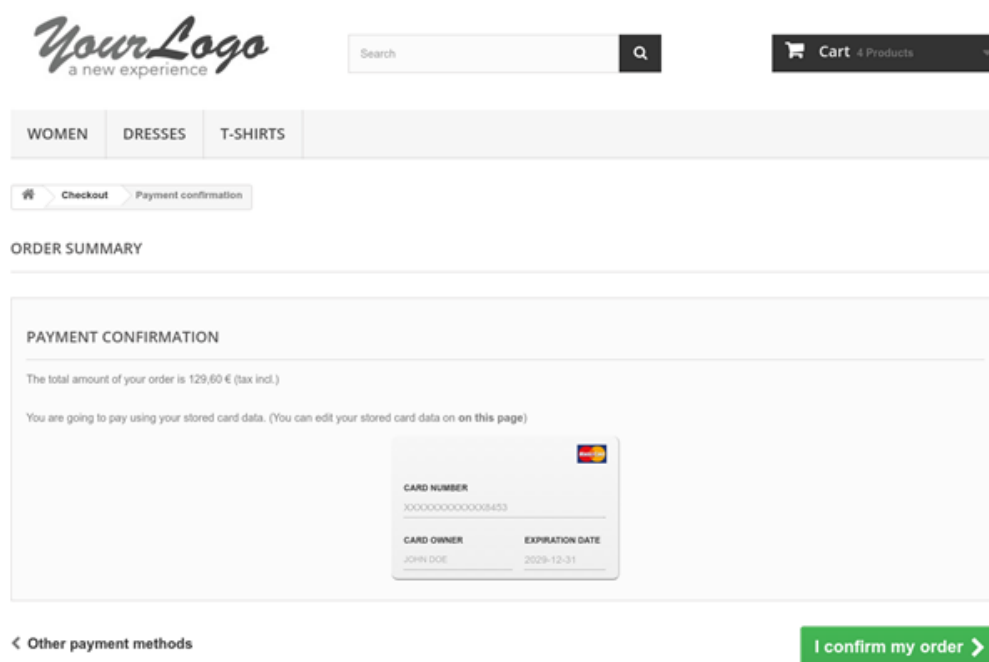 YourLogo
a new experience
Search
Cart 4 Products
WOMEN DRESSES T-SHIRTS
Checkout Payment confirmation
ORDER SUMMARY
PAYMENT CONFIRMATION
The total amount of your order is 129,60 € (tax incl.)
You are going to pay using your stored card data. (You can edit your stored card data on on this page)
MasterCard
CARD NUMBER
XXXXXXXXXXXX8453
CARD OWNER EXPIRATION DATE
JOHN DOE 2029-12-31
Other payment methods
I confirm my order